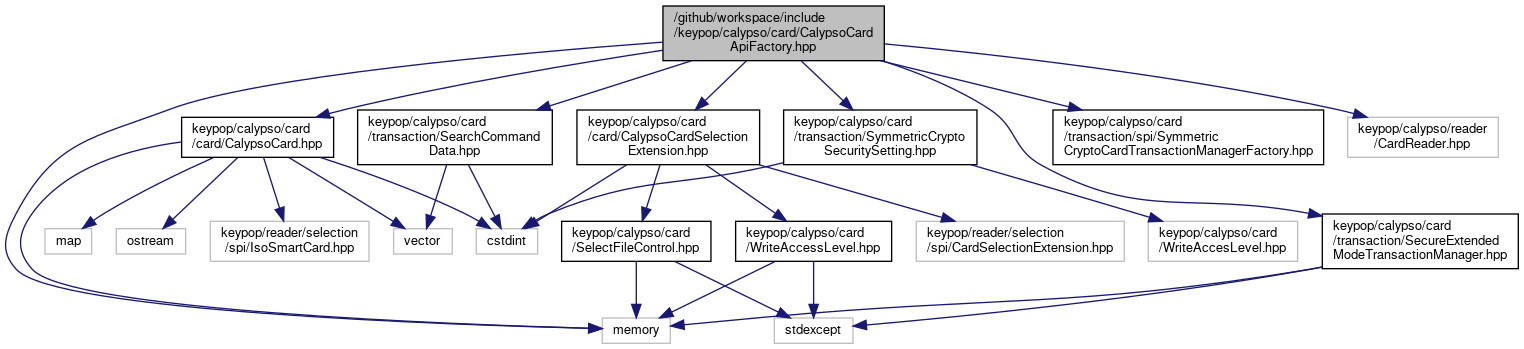 /github/workspace/include
/keypop/calypso/card/CalypsoCard
ApiFactory.hpp
keypop/calypso/card
/card/CalypsoCard.hpp
keypop/calypso/card
/transaction/SearchCommand
Data.hpp
keypop/calypso/card
/card/CalypsoCardSelection
Extension.hpp
keypop/calypso/card
/transaction/SymmetricCrypto
SecuritySetting.hpp
keypop/calypso/card
/transaction/spi/Symmetric
CryptoCardTransactionManagerFactory.hpp
keypop/calypso/reader
/CardReader.hpp
map
ostream
keypop/reader/selection
/spi/IsoSmartCard.hpp
vector
cstdint
keypop/calypso/card
/SelectFileControl.hpp
keypop/calypso/card
/WriteAccessLevel.hpp
keypop/reader/selection
/spi/CardSelectionExtension.hpp
keypop/calypso/card
/WriteAccesLevel.hpp
keypop/calypso/card
/transaction/SecureExtended
ModeTransactionManager.hpp
memory
stdexcept